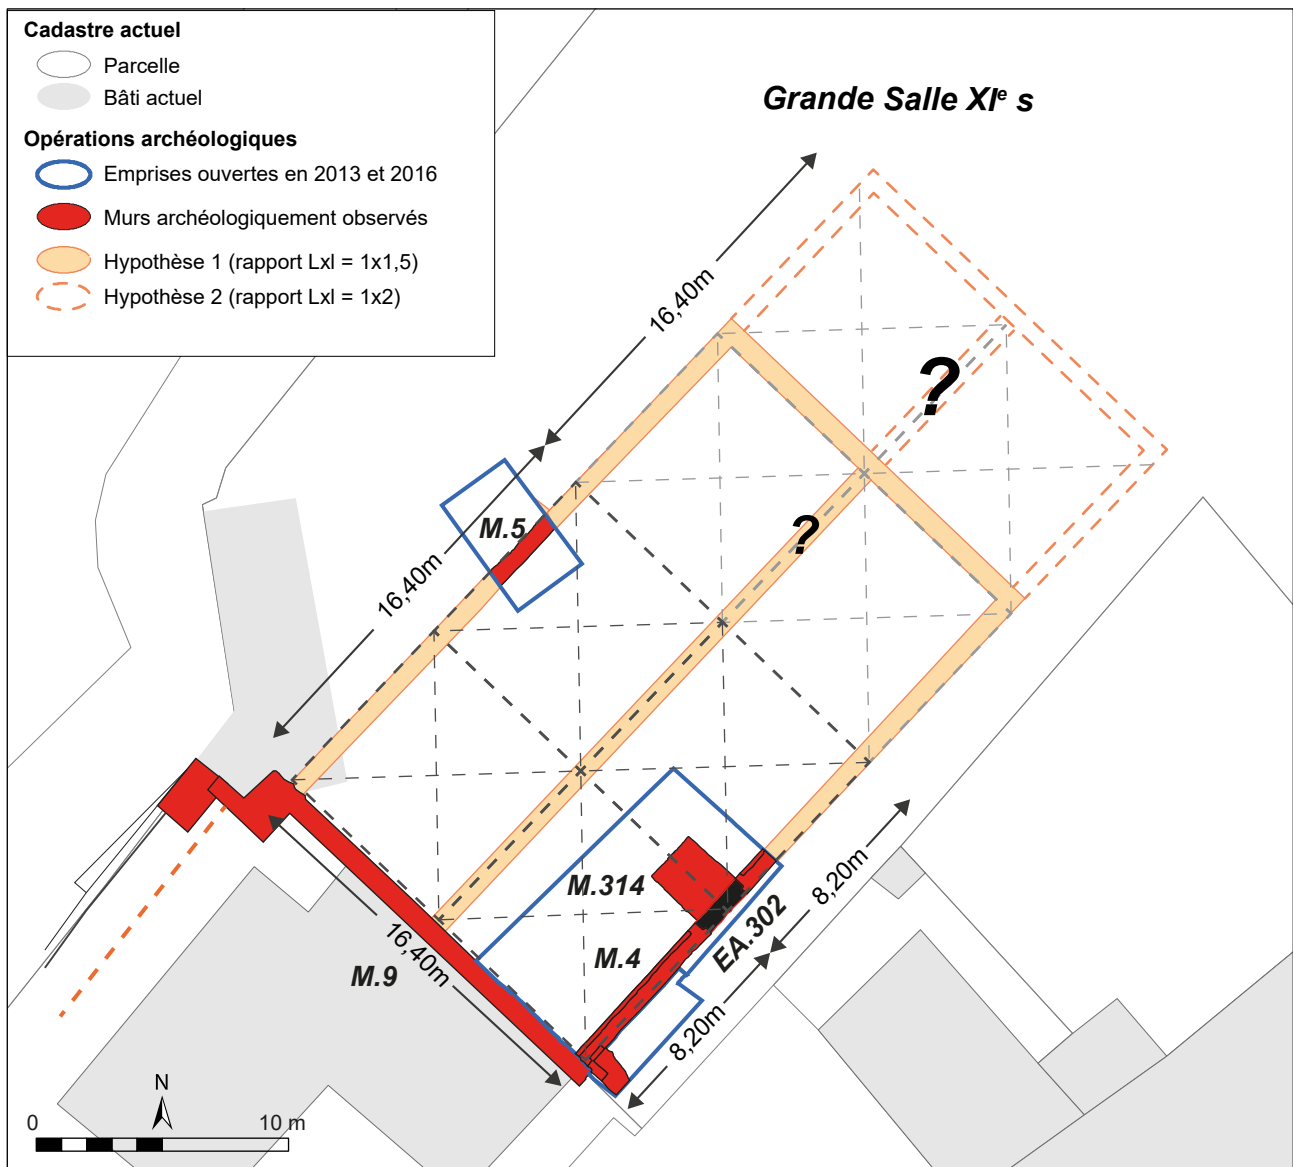 Cadastre actuel
Parcelle
Bâti actuel
Opérations archéologiques
Emprises ouvertes en 2013 et 2016
Murs archéologiquement observés
Hypothèse 1 (rapport Lxl = 1x1,5)
Hypothèse 2 (rapport Lxl = 1x2)
Grande Salle XIe s
16,40m
?
M.5
?
16,40m
M.314
8,20m
EA.302
16,40m
M.4
M.9
8,20m
N
0 10 m